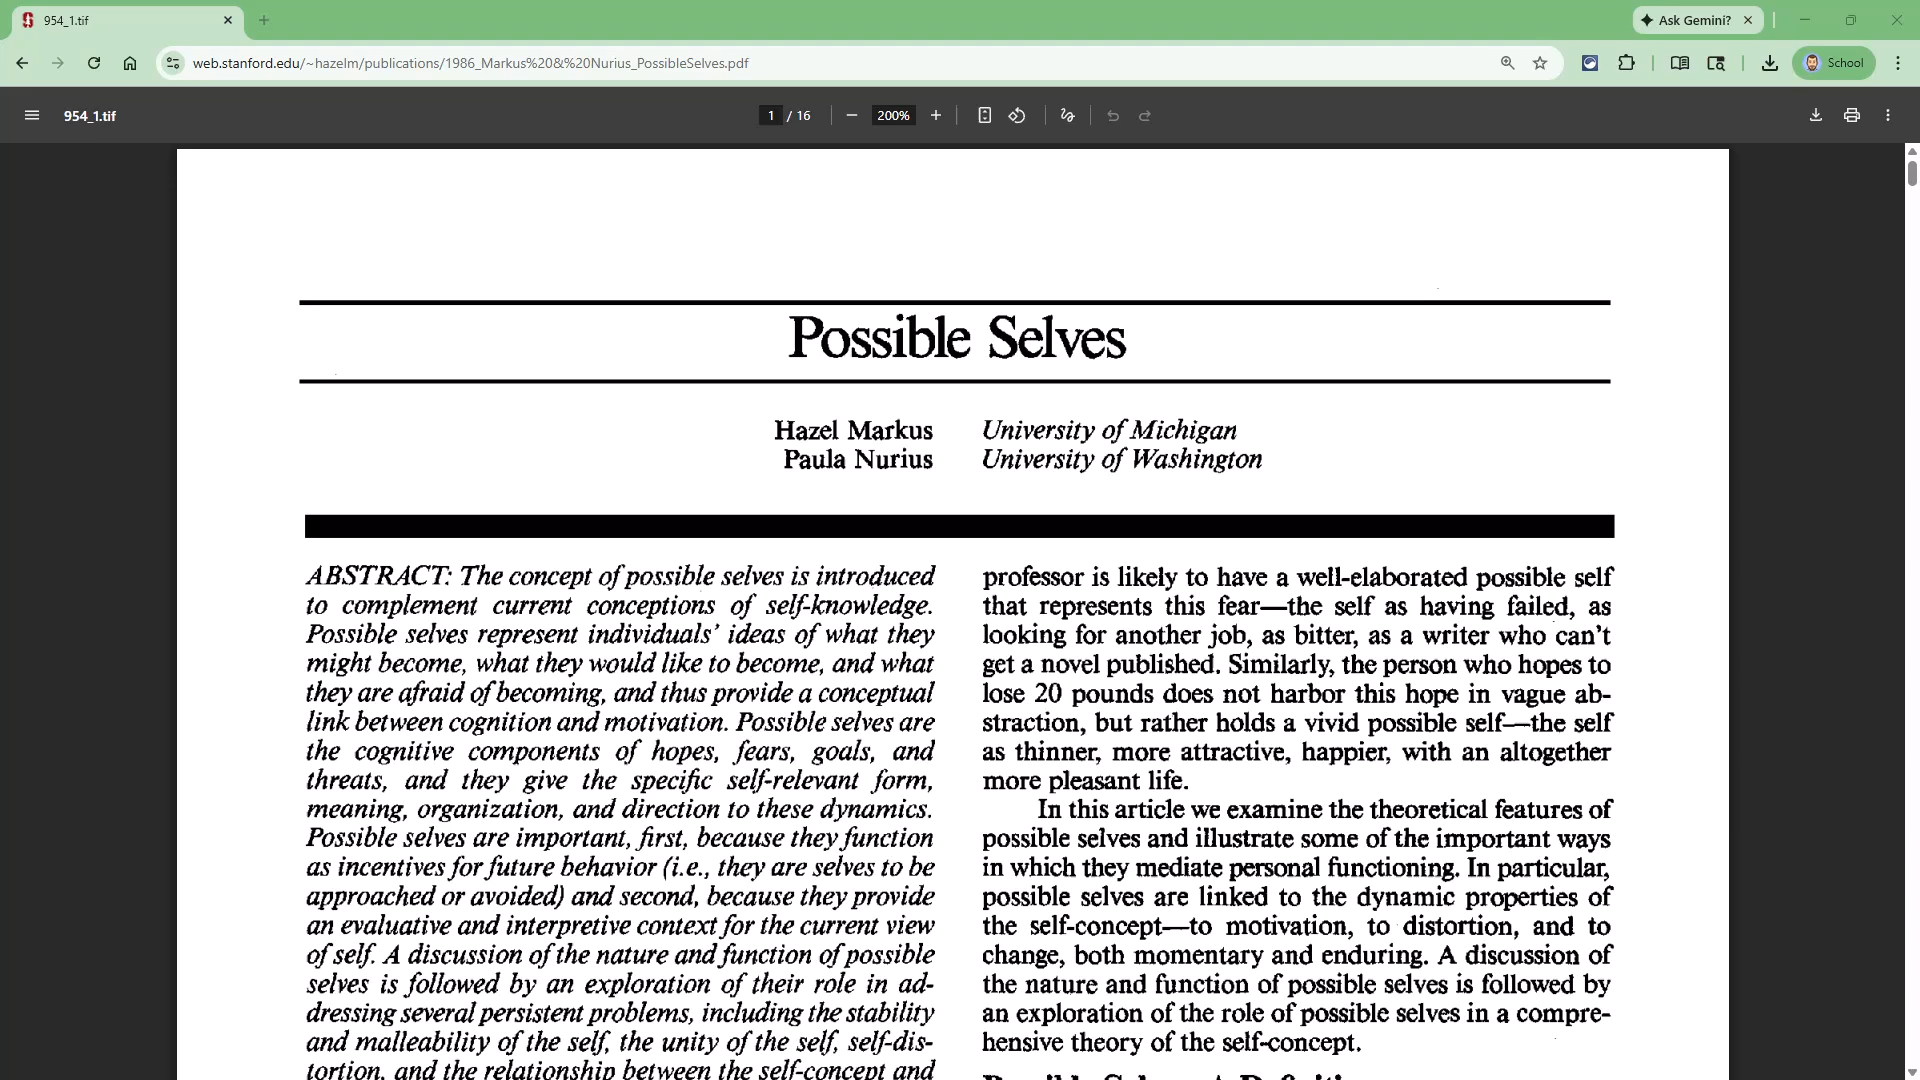 954_1.tif
Ask Gemini?
web.stanford.edu/~hazelm/publications/1986_Markus%20&%20Nurius_PossibleSelves.pdf
School
954_1.tif
1 / 16
200%
Possible Selves
Hazel Markus University of Michigan
Paula Nurius University of Washington
ABSTRACT: The concept of possible selves is introduced
to complement current conceptions of self-knowledge.
Possible selves represent individuals' ideas of what they
might become, what they would like to become, and what
they are afraid of becoming, and thus provide a conceptual
link between cognition and motivation. Possible selves are
the cognitive components of hopes, fears, goals, and
threats, and they give the specific self-relevant form,
meaning, organization, and direction to these dynamics.
Possible selves are important, first, because they function
as incentives for future behavior (i.e., they are selves to be
approached or avoided) and second, because they provide
an evaluative and interpretive context for the current view
of self. A discussion of the nature and function of possible
selves is followed by an exploration of their role in ad-
dressing several persistent problems, including the stability
and malleability of the self, the unity of the self, self-dis-
tortion, and the relationship between the self-concept and
professor is likely to have a well-elaborated possible self
that represents this fear—the self as having failed, as
looking for another job, as bitter, as a writer who can't
get a novel published. Similarly, the person who hopes to
lose 20 pounds does not harbor this hope in vague ab-
straction, but rather holds a vivid possible self—the self
as thinner, more attractive, happier, with an altogether
more pleasant life.
In this article we examine the theoretical features of
possible selves and illustrate some of the important ways
in which they mediate personal functioning. In particular,
possible selves are linked to the dynamic properties of
the self-concept—to motivation, to distortion, and to
change, both momentary and enduring. A discussion of
the nature and function of possible selves is followed by
an exploration of the role of possible selves in a compre-
hensive theory of the self-concept.